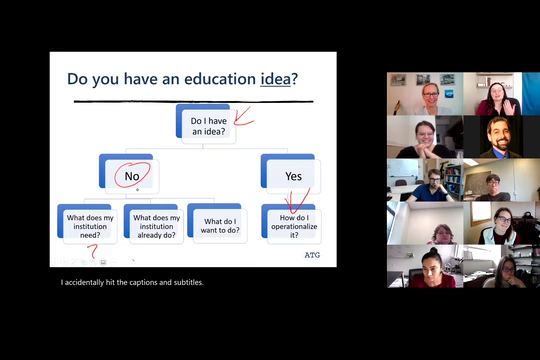 Do you have an education idea?
Do I have
an idea?
No
Yes
What does my
institution
need?
What does my
institution
already do?
What do I
want to do?
How do I
operationalize
it?
?
ATG
I accidentally hit the captions and subtitles.